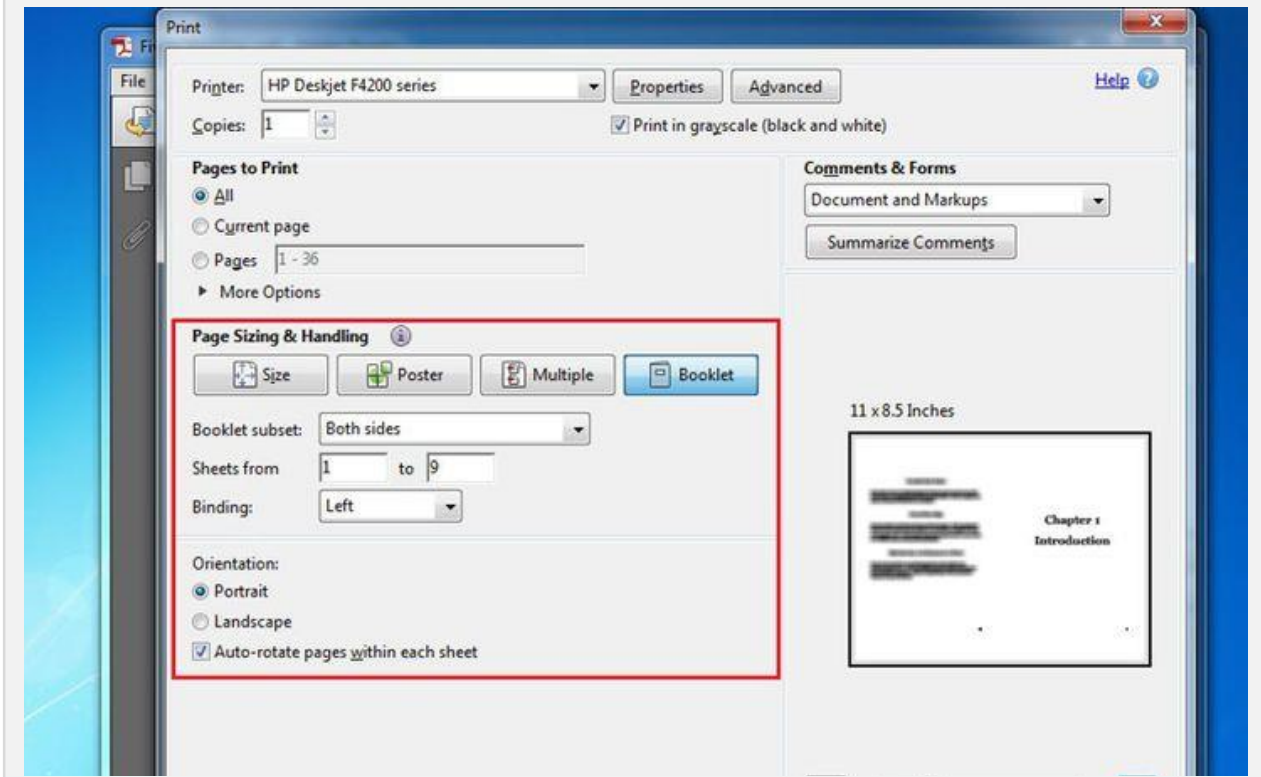 Print
Fi
File
Printer: HP Deskjet F4200 series Properties Advanced Help
Copies: 1 Print in grayscale (black and white)
Pages to Print
All
Current page
Pages 1 - 36
More Options
Comments & Forms
Document and Markups
Summarize Comments
Page Sizing & Handling
Size Poster Multiple Booklet
Booklet subset: Both sides
Sheets from 1 to 9
Binding: Left
Orientation:
Portrait
Landscape
Auto-rotate pages within each sheet
11 x 8.5 Inches
Chapter 1
Introduction